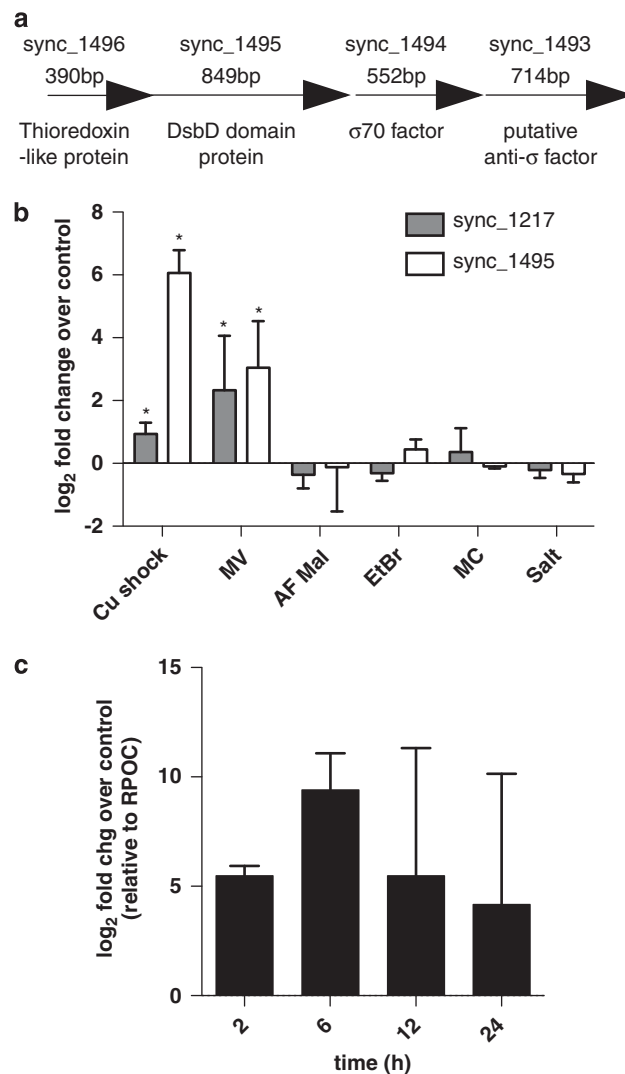 a
sync_1496 sync_1495 sync_1494 sync_1493
390bp 849bp 552bp 714bp
Thioredoxin DsbD domain σ70 factor putative
-like protein protein anti-σ factor
b
log2 fold change over control
8
6
4
2
0
-2
sync_1217
sync_1495
* * * *
Cu shock MV AF Mal EtBr MC Salt
c
log2 fold chg over control
(relative to RPOC)
15
10
5
0
2 6 12 24
time (h)